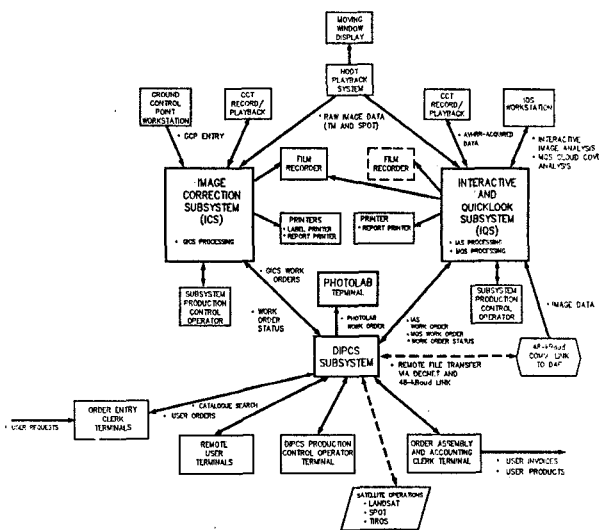 MOVING
WINDOW
DISPLAY
HDDT
PLAYBACK
SYSTEM
GROUND
CONTROL
POINT
WORKSTATION
CCT
RECORD/
PLAYBACK
CCT
RECORD/
PLAYBACK
IDS
WORKSTATION
• GCP ENTRY
• RAW IMAGE DATA
(TM AND SPOT)
• AVHRR-ACQUIRED
DATA
• INTERACTIVE
IMAGE ANALYSIS
• MOS CLOUD COVER
ANALYSIS
FILM
RECORDER
FILM
RECORDER
IMAGE
CORRECTION
SUBSYSTEM
(ICS)
• GICS PROCESSING
INTERACTIVE
AND
QUICKLOOK
SUBSYSTEM
(IQS)
• IAS PROCESSING
• MOS PROCESSING
PRINTERS
• LABEL PRINTER
• REPORT PRINTER
PRINTER
• REPORT PRINTER
SUBSYSTEM
PRODUCTION
CONTROL
OPERATOR
• GICS WORK
ORDERS
• WORK
ORDER
STATUS
PHOTOLAB
TERMINAL
• PHOTOLAB
WORK ORDER
• IAS
WORK ORDER
• MOS WORK ORDER
• WORK ORDER STATUS
SUBSYSTEM
PRODUCTION
CONTROL
OPERATOR
• IMAGE DATA
DIPCS
SUBSYSTEM
• REMOTE FILE TRANSFER
VIA DECNET AND
48-kBaud LINK
48-kBaud
COMM LINK
TO DAF
• USER REQUESTS
ORDER ENTRY
CLERK
TERMINALS
• CATALOGUE SEARCH
• USER ORDERS
REMOTE
USER
TERMINALS
DIPCS PRODUCTION
CONTROL OPERATOR
TERMINAL
ORDER ASSEMBLY
AND ACCOUNTING
CLERK TERMINAL
• USER INVOICES
• USER PRODUCTS
SATELLITE OPERATIONS
• LANDSAT
• SPOT
• TIROS